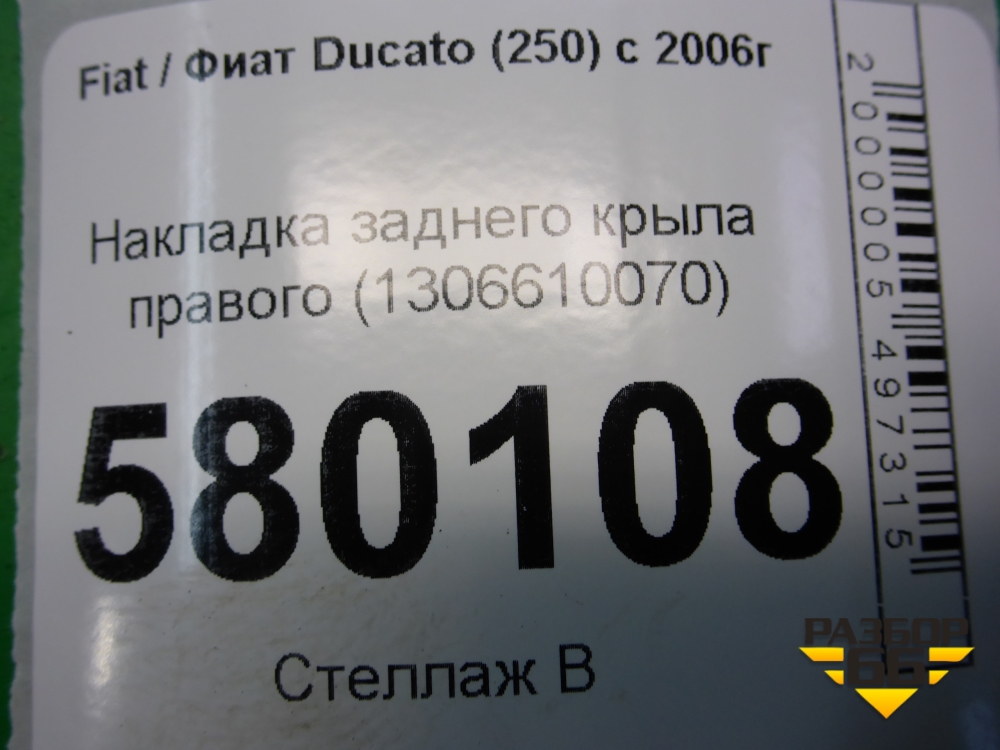 Fiat / Фиат Ducato (250) с 2006г
Накладка заднего крыла
правого (1306610070)
580108
Стеллаж В
2000005497315
РАЗБОР
66